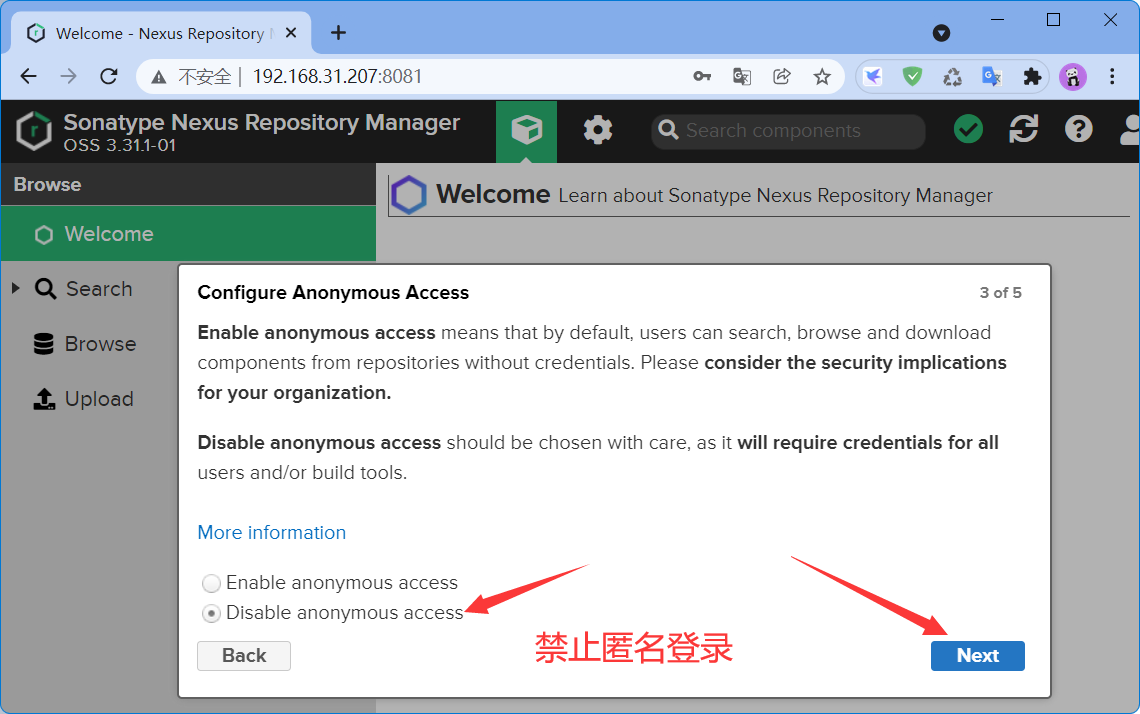 Welcome - Nexus Repository
不安全 | 192.168.31.207:8081
Sonatype Nexus Repository Manager
OSS 3.31.1-01
Search components
Browse
Welcome Learn about Sonatype Nexus Repository Manager
Welcome
Search
Browse
Upload
Configure Anonymous Access
3 of 5
Enable anonymous access means that by default, users can search, browse and download
components from repositories without credentials. Please consider the security implications
for your organization.
Disable anonymous access should be chosen with care, as it will require credentials for all
users and/or build tools.
More information
Enable anonymous access
Disable anonymous access
禁止匿名登录
Back
Next